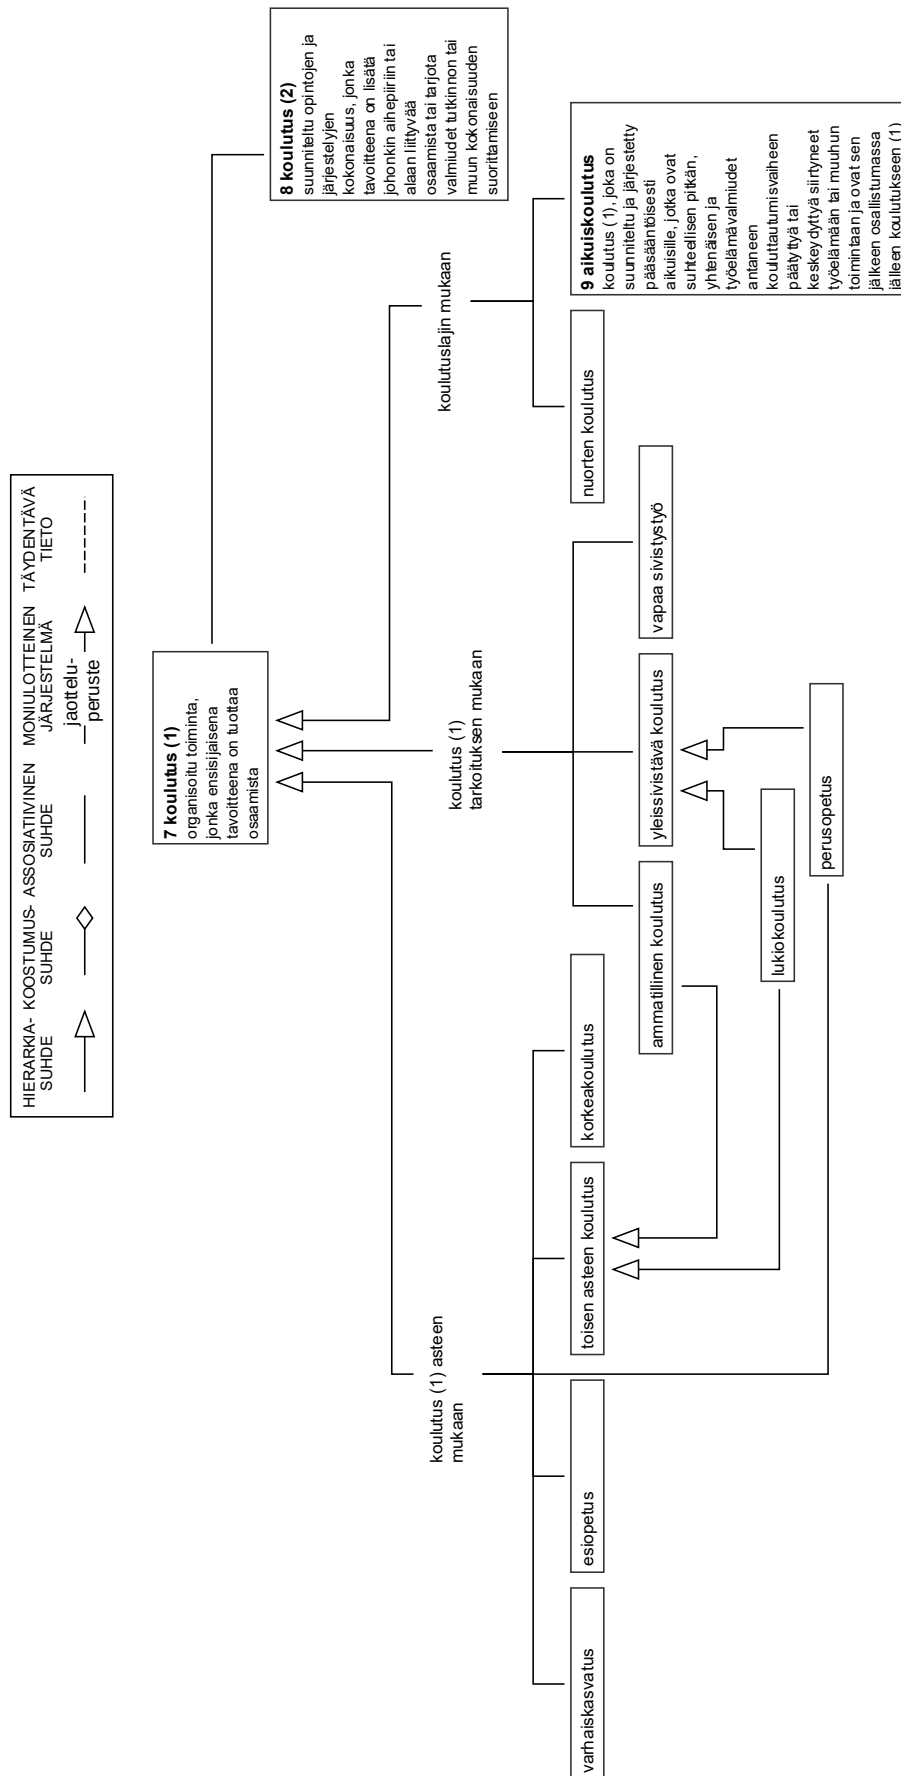 HIERARKIA-
SUHDE
KOOSTUMUS-
SUHDE
ASSOSIATIIVINEN
SUHDE
MONIULOTTEINEN
JÄRJESTELMÄ
jaottelu-
peruste
TÄYDENTÄVÄ
TIETO
7 koulutus (1)
organisoitu toiminta,
jonka ensisijaisena
tavoitteena on tuottaa
osaamista
8 koulutus (2)
suunniteltu opintojen ja
järjestelyjen
kokonaisuus, jonka
tavoitteena on lisätä
johonkin aihepiiriin tai
alaan liittyvää
osaamista tai tarjota
valmiudet tutkinnon tai
muun kokonaisuuden
suorittamiseen
koulutus (1) asteen
mukaan
koulutus (1)
tarkoituksen mukaan
koulutuslajin mukaan
varhaiskasvatus
esiopetus
toisen asteen koulutus
korkeakoulutus
ammatillinen koulutus
yleissivistävä koulutus
vapaa sivistystyö
nuorten koulutus
9 aikuiskoulutus
koulutus (1), joka on
suunniteltu ja järjestetty
pääsääntöisesti
aikuisille, jotka ovat
suhteellisen pitkän,
yhtenäisen ja
työelämävalmiudet
antaneen
kouluttautumisvaiheen
päätyttyä tai
keskeydyttyä siirtyneet
työelämään tai muuhun
toimintaan ja ovat sen
jälkeen osallistumassa
jälleen koulutukseen (1)
lukiokoulutus
perusopetus